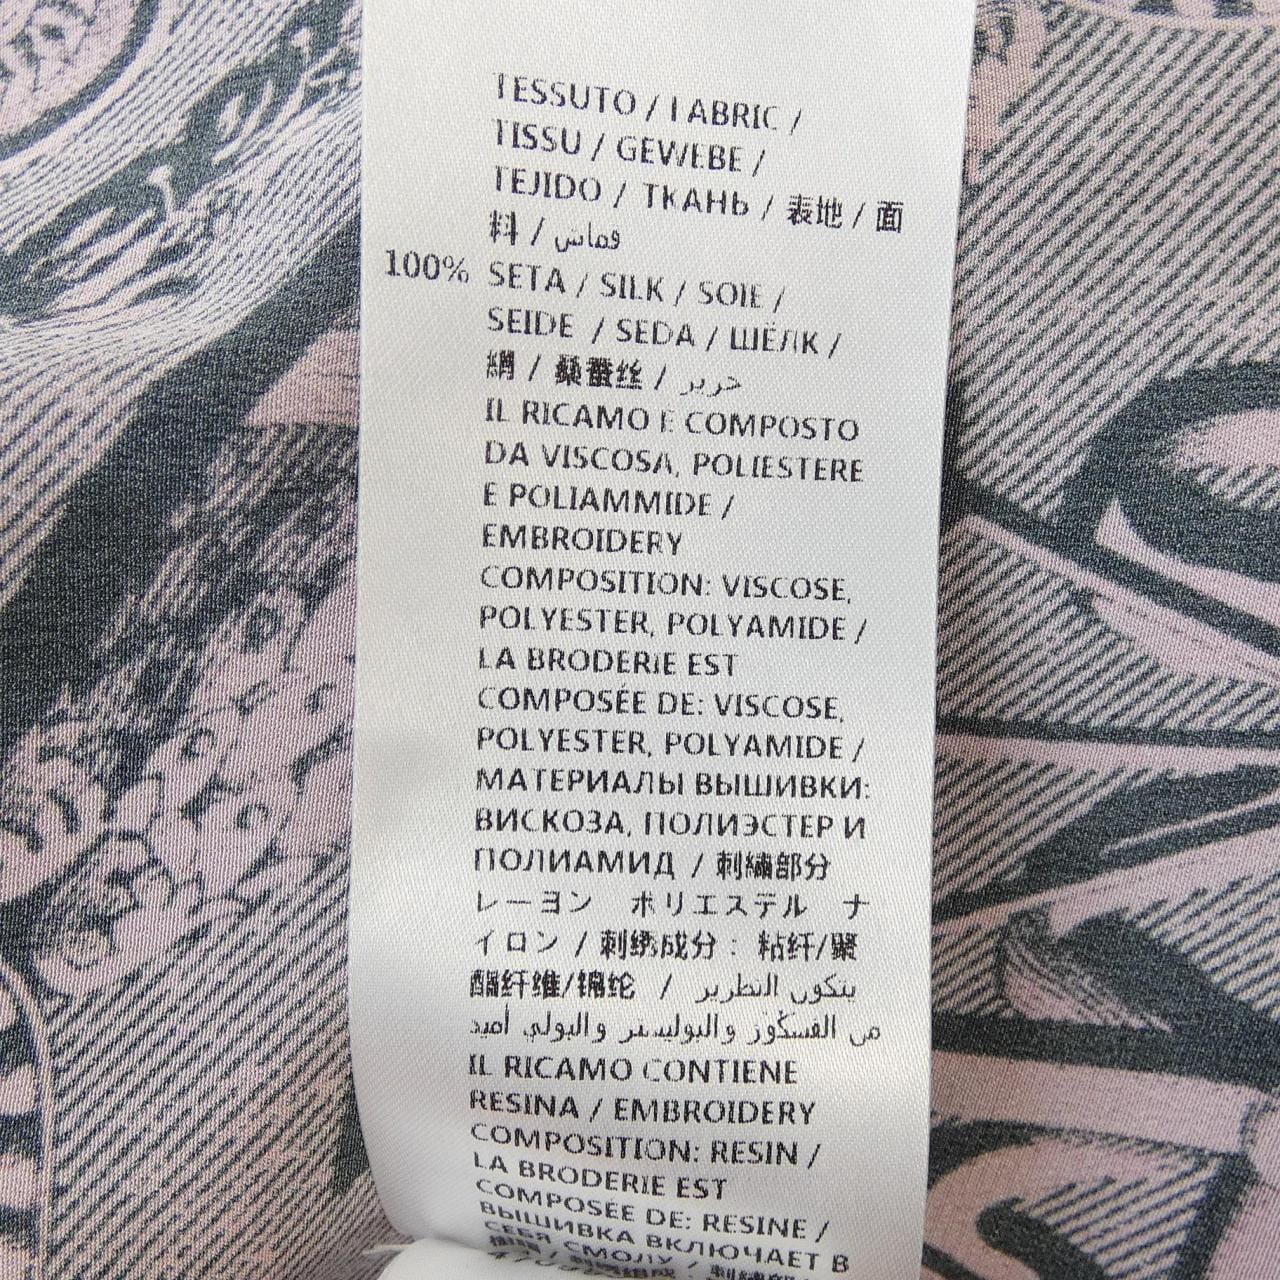 TESSUTO / FABRIC /
TISSU / GEWEBE /
TEJIDO / ТКАНЬ / 表地 / 面
料 / قماش
100% SETA / SILK / SOIE /
SEIDE / SEDA / ШЁЛК /
絹 / 桑蚕丝 / حرير
IL RICAMO E COMPOSTO
DA VISCOSA, POLIESTERE
E POLIAMMIDE /
EMBROIDERY
COMPOSITION: VISCOSE,
POLYESTER, POLYAMIDE /
LA BRODERIE EST
COMPOSÉE DE: VISCOSE,
POLYESTER, POLYAMIDE /
МАТЕРИАЛЫ ВЫШИВКИ:
ВИСКОЗА, ПОЛИЭСТЕР И
ПОЛИАМИД / 刺繍部分
レーヨン ポリエステル ナ
イロン / 刺绣成分：粘纤/聚
酯纤维/锦纶 / يتكون التطريز
من الفسكوز والبوليستر والبولي أميد
IL RICAMO CONTIENE
RESINA / EMBROIDERY
COMPOSITION: RESIN /
LA BRODERIE EST
COMPOSÉE DE: RESINE /
ВЫШИВКА ВКЛЮЧАЕТ В
СЕБЯ СМОЛУ /